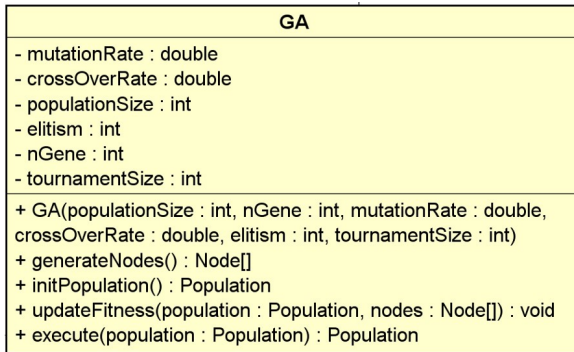 GA
- mutationRate : double
- crossOverRate : double
- populationSize : int
- elitism : int
- nGene : int
- tournamentSize : int
+ GA(populationSize : int, nGene : int, mutationRate : double,
crossOverRate : double, elitism : int, tournamentSize : int)
+ generateNodes() : Node[]
+ initPopulation() : Population
+ updateFitness(population : Population, nodes : Node[]) : void
+ execute(population : Population) : Population